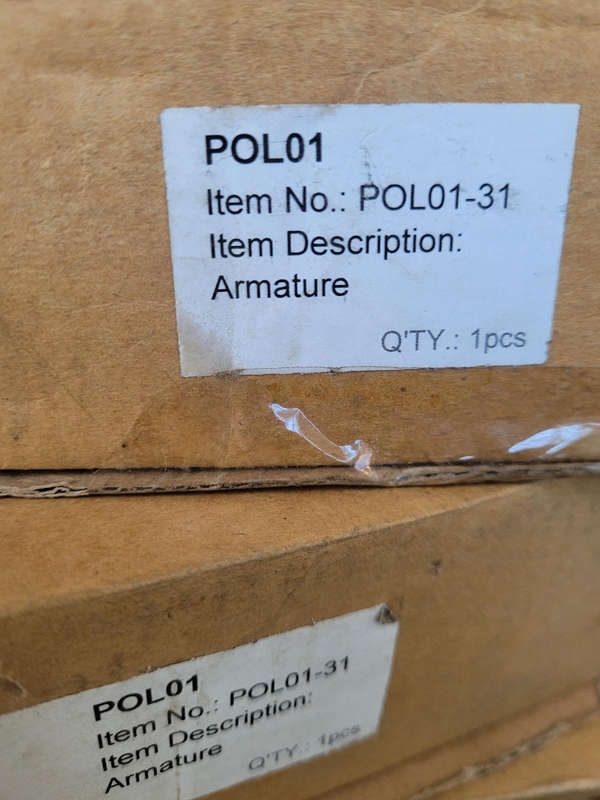 POL01
Item No.: POL01-31
Item Description:
Armature
Q'TY.: 1pcs
POL01
Item No.: POL01-31
Item Description:
Armature
Q'TY.: 1pcs